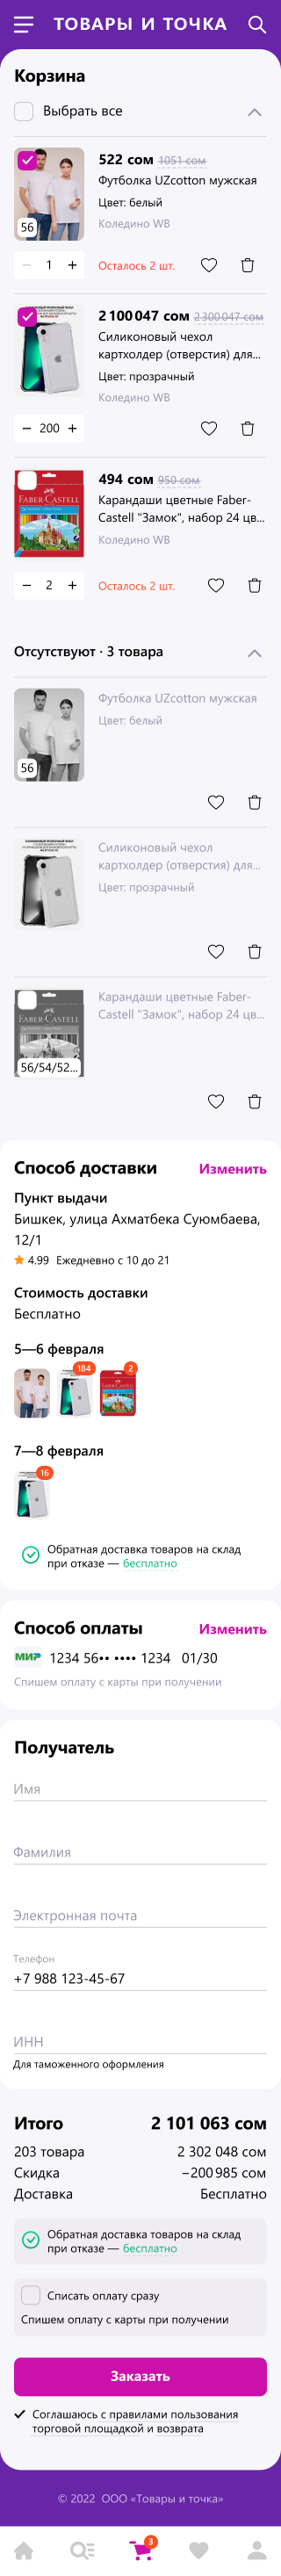 ТОВАРЫ И ТОЧКА
Корзина
Выбрать все
522 сом 1051 сом
Футболка UZcotton мужская
Цвет: белый
Коледино WB
56
− 1 +
Осталось 2 шт.
2 100 047 сом 2 300 047 сом
Силиконовый чехол
картхолдер (отверстия) для...
Цвет: прозрачный
Коледино WB
− 200 +
494 сом 950 сом
Карандаши цветные Faber-
Castell "Замок", набор 24 цв...
Коледино WB
FABER-CASTELL
− 2 +
Осталось 2 шт.
Отсутствуют · 3 товара
Футболка UZcotton мужская
Цвет: белый
56
Силиконовый чехол
картхолдер (отверстия) для...
Цвет: прозрачный
Карандаши цветные Faber-
Castell "Замок", набор 24 цв...
FABER-CASTELL
56/54/52...
Способ доставки
Изменить
Пункт выдачи
Бишкек, улица Ахматбека Суюмбаева,
12/1
4.99 Ежедневно с 10 до 21
Стоимость доставки
Бесплатно
5—6 февраля
184
2
7—8 февраля
16
Обратная доставка товаров на склад
при отказе — бесплатно
Способ оплаты
Изменить
МИР 1234 56•• •••• 1234 01/30
Спишем оплату с карты при получении
Получатель
Имя
Фамилия
Электронная почта
Телефон
+7 988 123-45-67
ИНН
Для таможенного оформления
Итого 2 101 063 сом
203 товара 2 302 048 сом
Скидка −200 985 сом
Доставка Бесплатно
Обратная доставка товаров на склад
при отказе — бесплатно
Списать оплату сразу
Спишем оплату с карты при получении
Заказать
Соглашаюсь с правилами пользования
торговой площадкой и возврата
© 2022 ООО «Товары и точка»
3